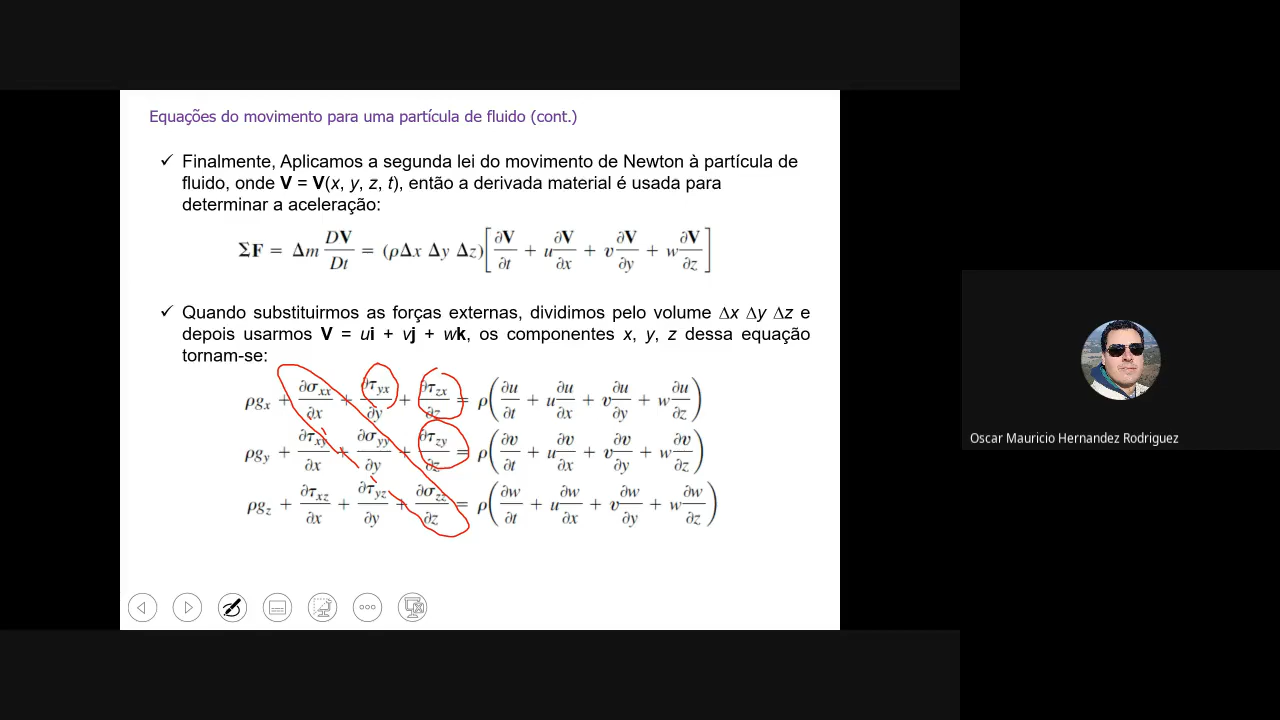 Equações do movimento para uma partícula de fluido (cont.)
✓ Finalmente, Aplicamos a segunda lei do movimento de Newton à partícula de
fluido, onde V = V(x, y, z, t), então a derivada material é usada para
determinar a aceleração:
ΣF = Δm DV/Dt = (ρΔx Δy Δz)[∂V/∂t + u ∂V/∂x + v ∂V/∂y + w ∂V/∂z]
✓ Quando substituirmos as forças externas, dividimos pelo volume Δx Δy Δz e
depois usarmos V = ui + vj + wk, os componentes x, y, z dessa equação
tornam-se:
ρg_x + ∂σ_xx/∂x + ∂τ_yx/∂y + ∂τ_zx/∂z = ρ(∂u/∂t + u ∂u/∂x + v ∂u/∂y + w ∂u/∂z)
ρg_y + ∂τ_xy/∂x + ∂σ_yy/∂y + ∂τ_zy/∂z = ρ(∂v/∂t + u ∂v/∂x + v ∂v/∂y + w ∂v/∂z)
ρg_z + ∂τ_xz/∂x + ∂τ_yz/∂y + ∂σ_zz/∂z = ρ(∂w/∂t + u ∂w/∂x + v ∂w/∂y + w ∂w/∂z)
Oscar Mauricio Hernandez Rodriguez